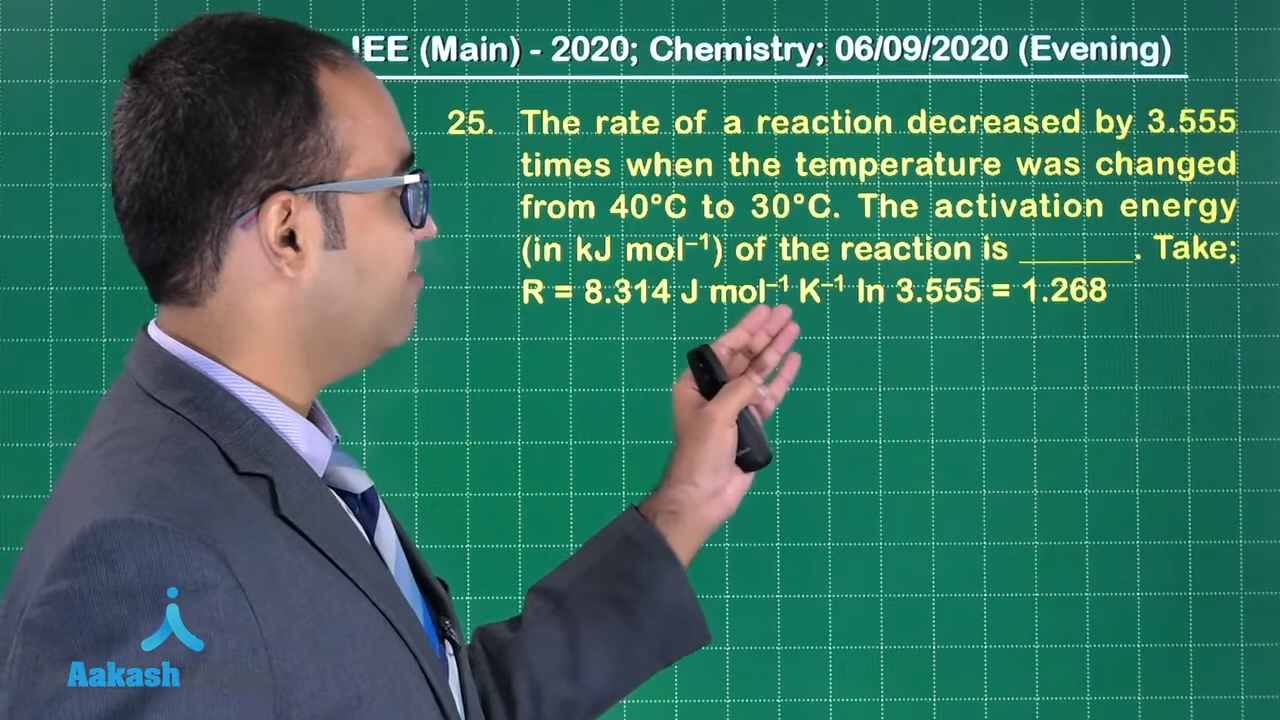 JEE (Main) - 2020; Chemistry; 06/09/2020 (Evening)
25. The rate of a reaction decreased by 3.555
times when the temperature was changed
from 40°C to 30°C. The activation energy
(in kJ mol⁻¹) of the reaction is ______. Take;
R = 8.314 J mol⁻¹ K⁻¹ ln 3.555 = 1.268
Aakash